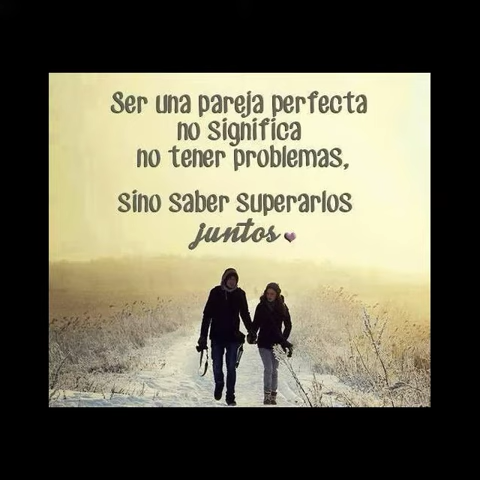 Ser una pareja perfecta
no significa
no tener problemas,
sino saber superarlos
juntos